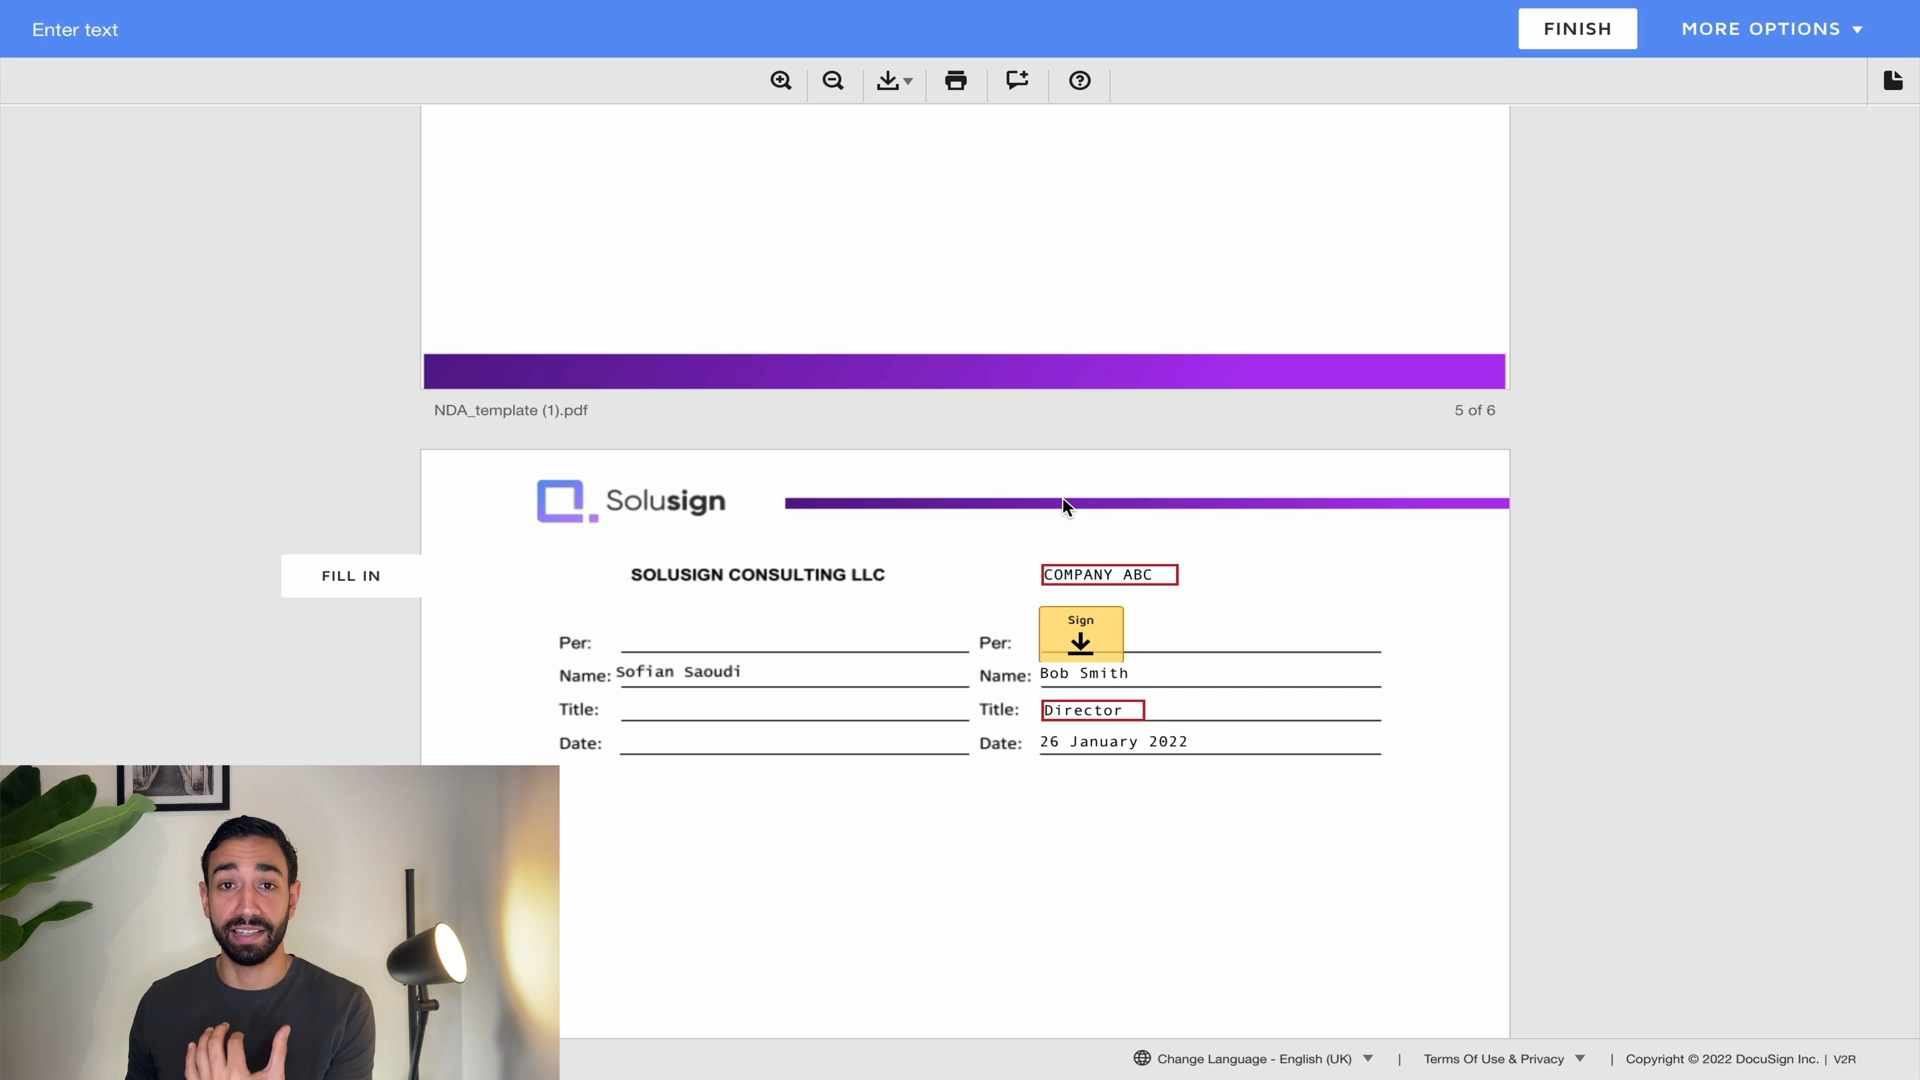 Enter text
FINISH
MORE OPTIONS
NDA_template (1).pdf
5 of 6
Solusign
FILL IN
SOLUSIGN CONSULTING LLC
COMPANY ABC
Sign
Per:
Per:
Name: Sofian Saoudi
Name: Bob Smith
Title:
Title: Director
Date:
Date: 26 January 2022
Change Language - English (UK) | Terms Of Use & Privacy | Copyright © 2022 DocuSign Inc. | V2R